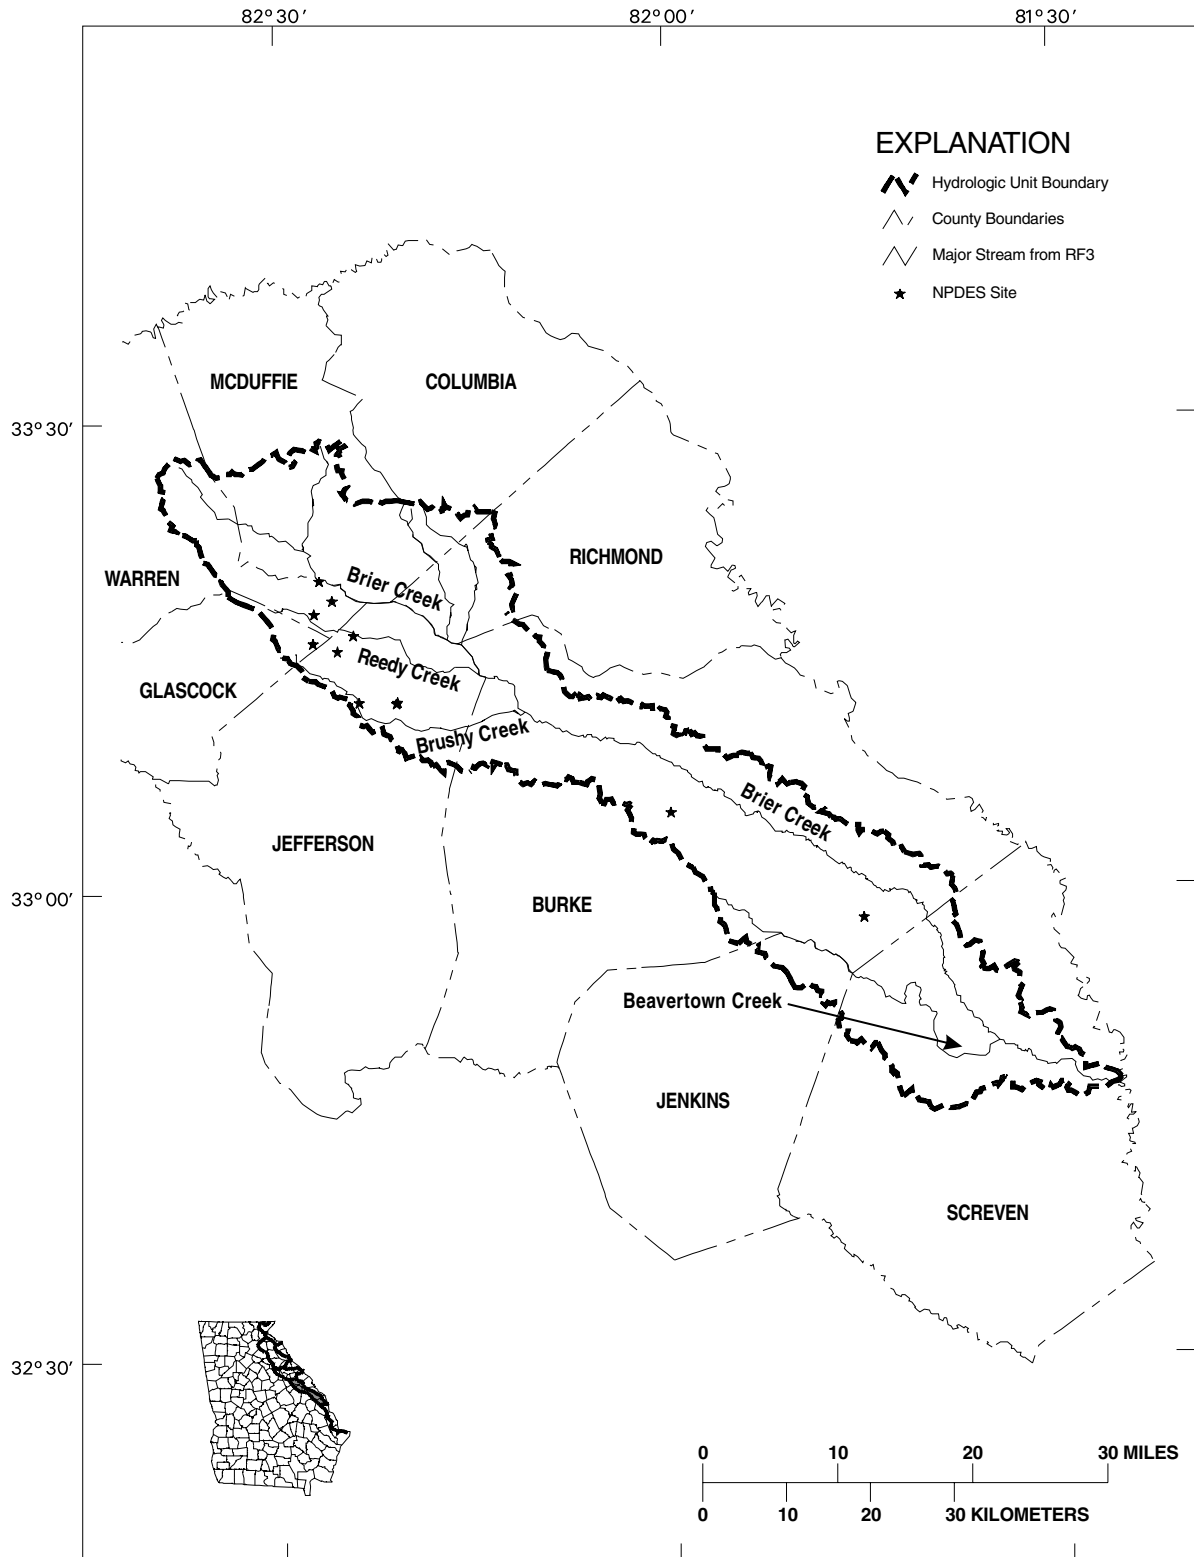 82° 30′ 82° 00′ 81° 30′
EXPLANATION
Hydrologic Unit Boundary
County Boundaries
Major Stream from RF3
NPDES Site
MCDUFFIE
COLUMBIA
33° 30′
RICHMOND
WARREN
Brier Creek
Reedy Creek
GLASCOCK
Brushy Creek
Brier Creek
JEFFERSON
33° 00′
BURKE
Beavertown Creek
JENKINS
SCREVEN
32° 30′
0 10 20 30 MILES
0 10 20 30 KILOMETERS